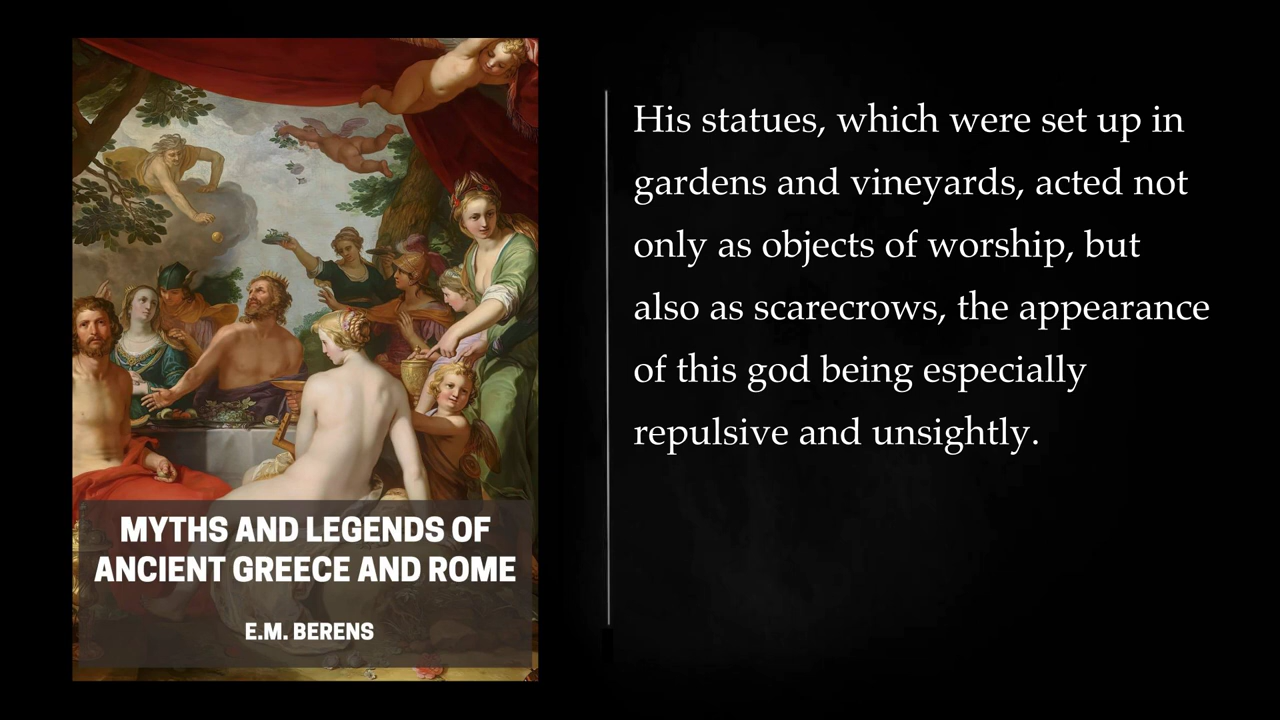 MYTHS AND LEGENDS OF
ANCIENT GREECE AND ROME
E.M. BERENS
His statues, which were set up in
gardens and vineyards, acted not
only as objects of worship, but
also as scarecrows, the appearance
of this god being especially
repulsive and unsightly.